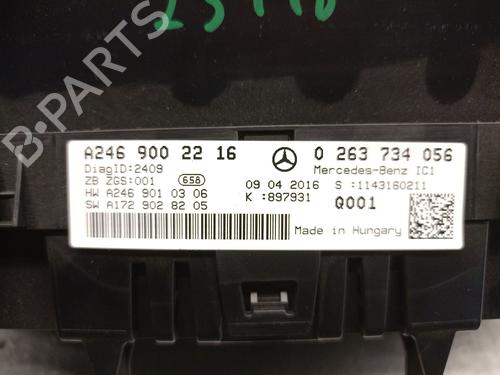 A246 900 22 16
0 263 734 056
DiagID:2409
Mercedes-Benz IC1
ZB ZGS:001
658
09 04 2016
S :1143160211
HW A246 901 03 06
K :897931
Q001
SW A172 902 82 05
Made in Hungary
B-PARTS